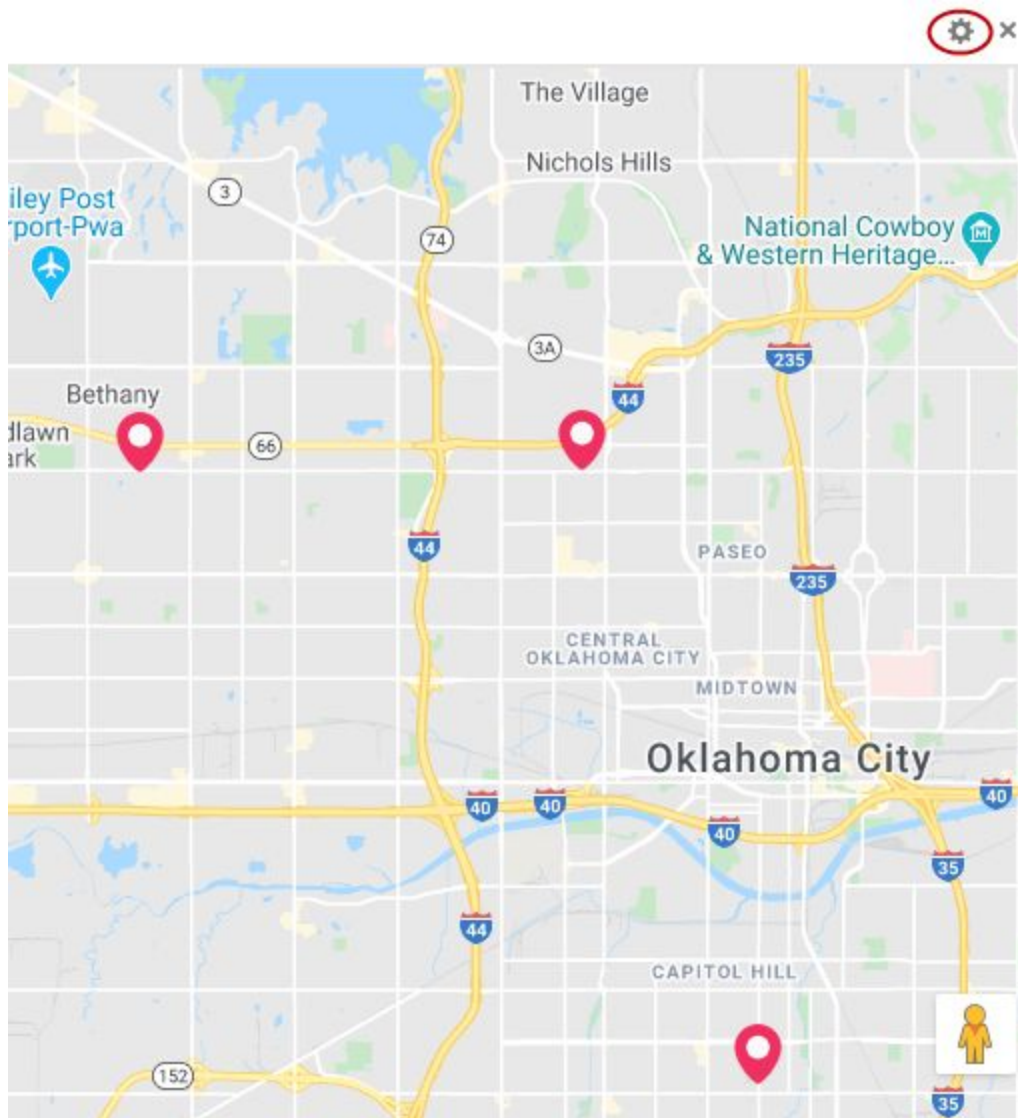 The Village
Nichols Hills
3
iley Post
rport-Pwa
74
National Cowboy
& Western Heritage...
3A
235
Bethany
44
dlawn
ark
66
44
PASEO
235
CENTRAL
OKLAHOMA CITY
MIDTOWN
Oklahoma City
40
40
40
40
35
44
CAPITOL HILL
152
35